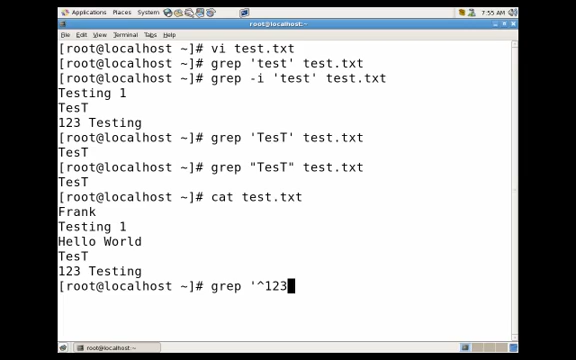 Applications Places System 7:55 AM
root@localhost:~
File Edit View Terminal Tabs Help
[root@localhost ~]# vi test.txt
[root@localhost ~]# grep 'test' test.txt
[root@localhost ~]# grep -i 'test' test.txt
Testing 1
TesT
123 Testing
[root@localhost ~]# grep 'TesT' test.txt
TesT
[root@localhost ~]# grep "TesT" test.txt
TesT
[root@localhost ~]# cat test.txt
Frank
Testing 1
Hello World
TesT
123 Testing
[root@localhost ~]# grep '^123
root@localhost:~